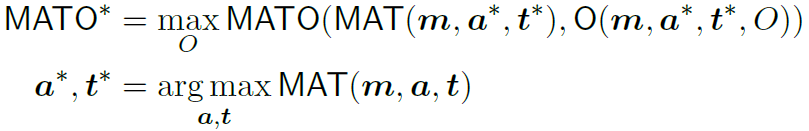 MATO* = max_O MATO(MAT(m, a*, t*), O(m, a*, t*, O))
a*, t* = arg max_{a,t} MAT(m, a, t)